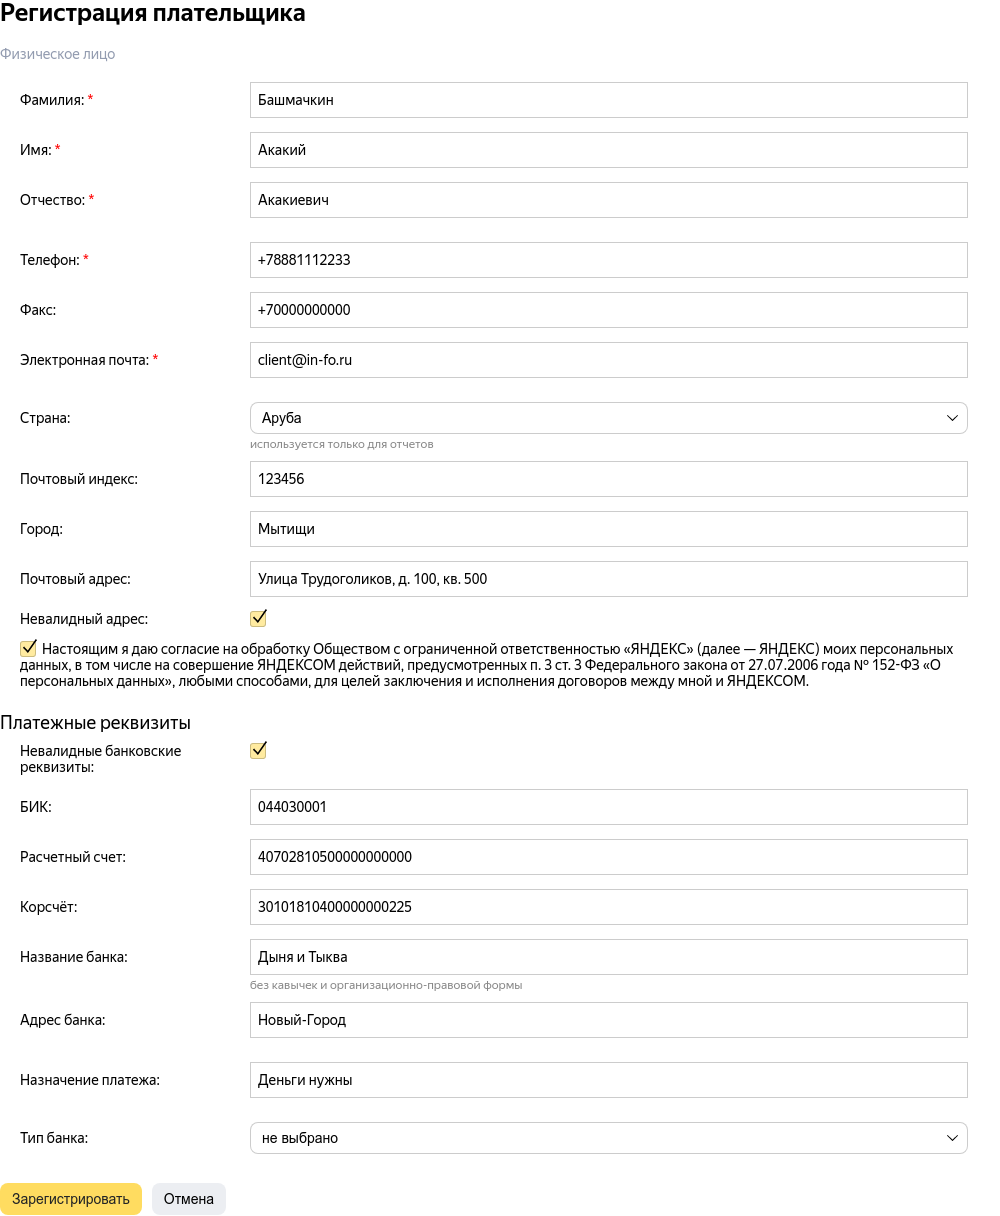 Регистрация плательщика
Физическое лицо
Фамилия: *
Башмачкин
Имя: *
Акакий
Отчество: *
Акакиевич
Телефон: *
+78881112233
Факс:
+70000000000
Электронная почта: *
client@in-fo.ru
Страна:
Аруба
используется только для отчетов
Почтовый индекс:
123456
Город:
Мытищи
Почтовый адрес:
Улица Трудоголиков, д. 100, кв. 500
Невалидный адрес:
Настоящим я даю согласие на обработку Обществом с ограниченной ответственностью «ЯНДЕКС» (далее — ЯНДЕКС) моих персональных
данных, в том числе на совершение ЯНДЕКСОМ действий, предусмотренных п. 3 ст. 3 Федерального закона от 27.07.2006 года № 152-ФЗ «О
персональных данных», любыми способами, для целей заключения и исполнения договоров между мной и ЯНДЕКСОМ.
Платежные реквизиты
Невалидные банковские
реквизиты:
БИК:
044030001
Расчетный счет:
40702810500000000000
Корсчёт:
30101810400000000225
Название банка:
Дыня и Тыква
без кавычек и организационно-правовой формы
Адрес банка:
Новый-Город
Назначение платежа:
Деньги нужны
Тип банка:
не выбрано
Зарегистрировать
Отмена